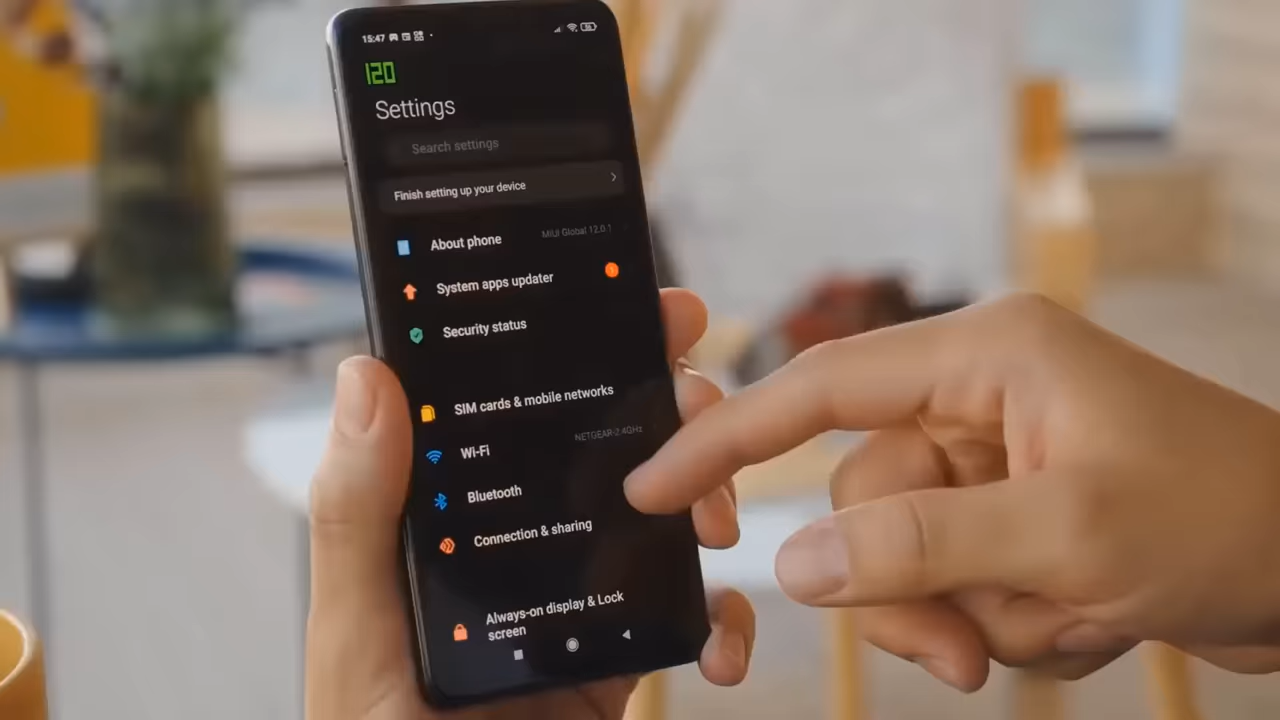 15:47
120
Settings
Search settings
Finish setting up your device
About phone
MIUI Global 12.0.1
System apps updater
Security status
SIM cards & mobile networks
Wi-Fi
NETGEAR-2.4GHz
Bluetooth
Connection & sharing
Always-on display & Lock
screen